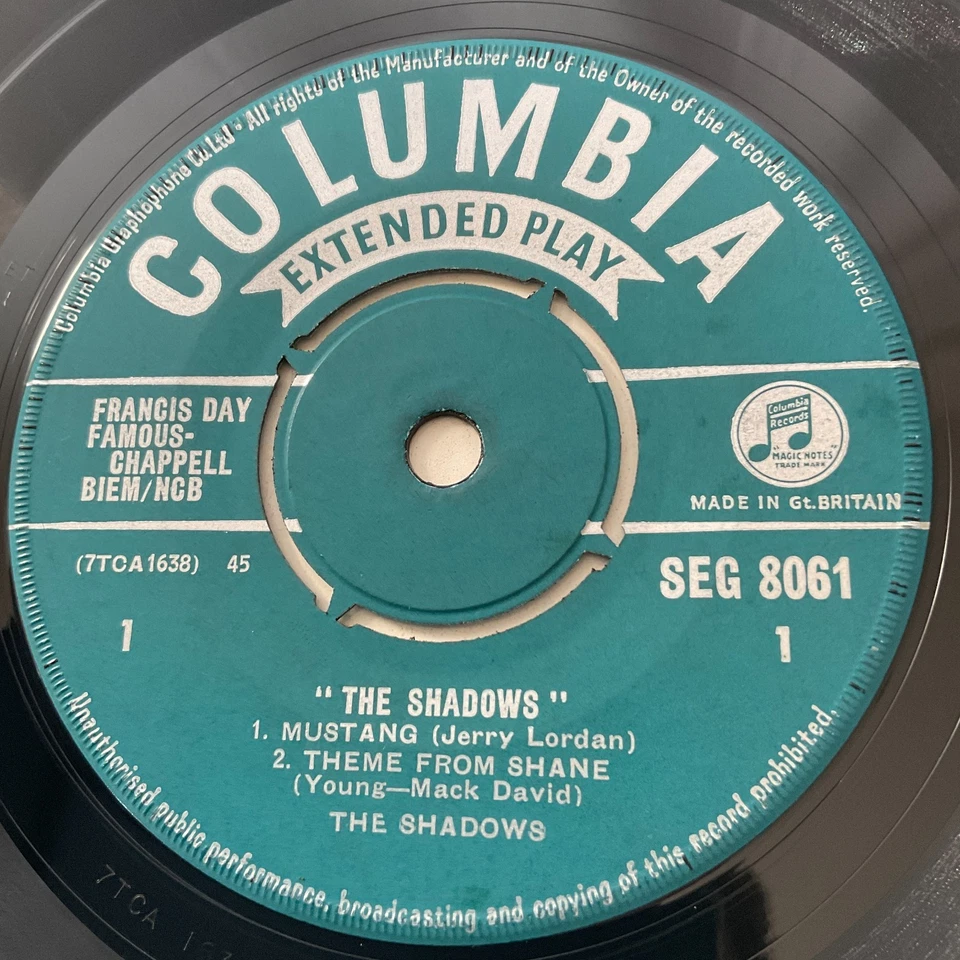 Columbia Graphophone Co Ltd • All rights of the Manufacturer and of the Owner of the recorded work reserved.
COLUMBIA
EXTENDED PLAY
FRANCIS DAY
FAMOUS-
CHAPPELL
BIEM/NCB
Columbia
Records
"MAGIC NOTES"
TRADE MARK
MADE IN Gt.BRITAIN
(7TCA1638) 45
SEG 8061
1
1
"THE SHADOWS"
1. MUSTANG (Jerry Lordan)
2. THEME FROM SHANE
(Young—Mack David)
THE SHADOWS
Unauthorised public performance, broadcasting and copying of this record prohibited.
7TCA